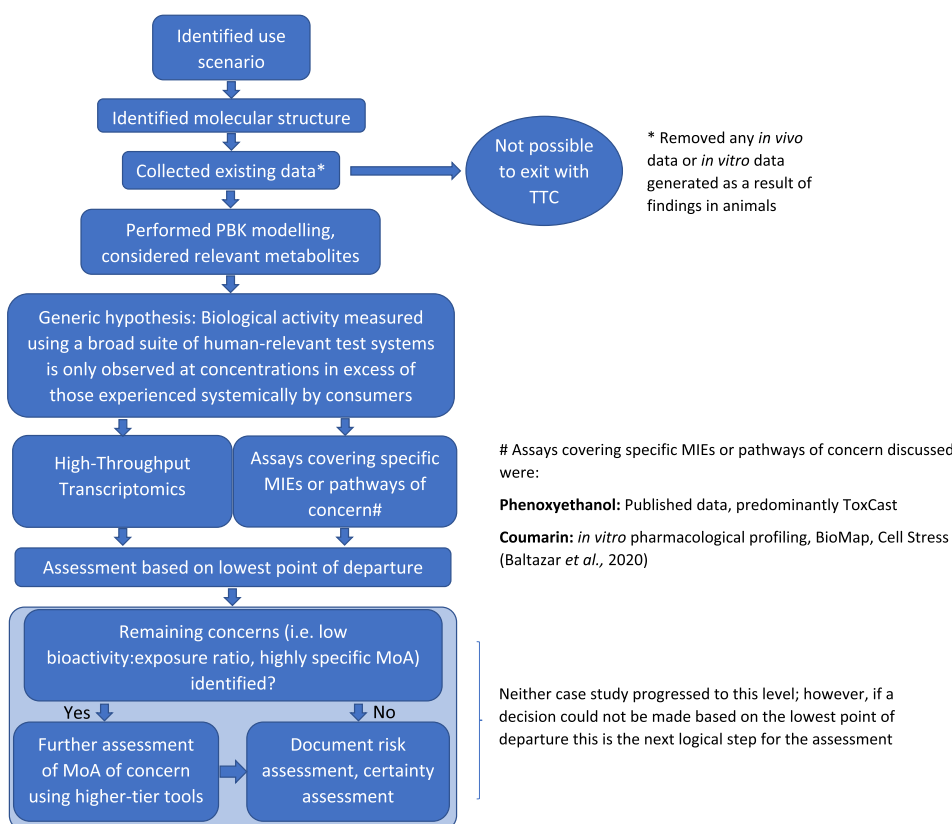 Identified use
scenario
Identified molecular structure
Collected existing data*
Not possible
to exit with
TTC
* Removed any in vivo
data or in vitro data
generated as a result of
findings in animals
Performed PBK modelling,
considered relevant metabolites
Generic hypothesis: Biological activity measured
using a broad suite of human-relevant test systems
is only observed at concentrations in excess of
those experienced systemically by consumers
High-Throughput
Transcriptomics
Assays covering specific
MIEs or pathways of
concern#
# Assays covering specific MIEs or pathways of concern discussed
were:
Phenoxyethanol: Published data, predominantly ToxCast
Coumarin: in vitro pharmacological profiling, BioMap, Cell Stress
(Baltazar et al., 2020)
Assessment based on lowest point of departure
Remaining concerns (i.e. low
bioactivity:exposure ratio, highly specific MoA)
identified?
Yes
No
Further assessment
of MoA of concern
using higher-tier tools
Document risk
assessment, certainty
assessment
Neither case study progressed to this level; however, if a
decision could not be made based on the lowest point of
departure this is the next logical step for the assessment